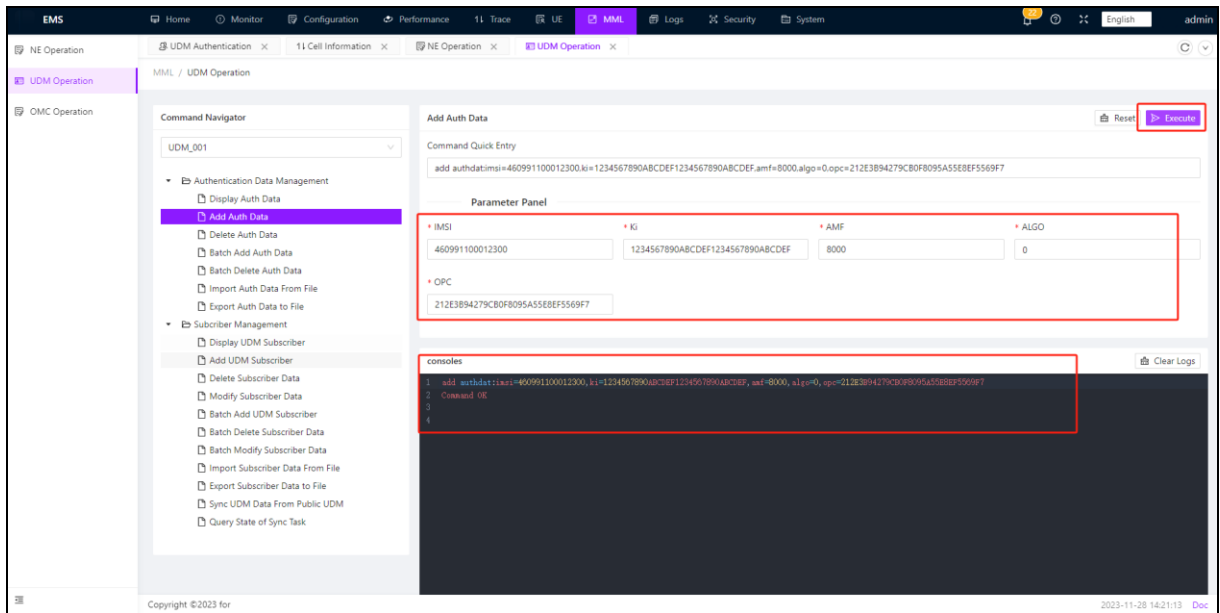 EMS Home Monitor Configuration Performance Trace UE MML Logs Security System 22 English admin
NE Operation
UDM Operation
OMC Operation
UDM Authentication × Cell Information × NE Operation × UDM Operation ×
MML / UDM Operation
Command Navigator
UDM_001
Authentication Data Management
Display Auth Data
Add Auth Data
Delete Auth Data
Batch Add Auth Data
Batch Delete Auth Data
Import Auth Data From File
Export Auth Data to File
Subcriber Management
Display UDM Subscriber
Add UDM Subscriber
Delete Subscriber Data
Modify Subscriber Data
Batch Add UDM Subscriber
Batch Delete Subscriber Data
Batch Modify Subscriber Data
Import Subscriber Data From File
Export Subscriber Data to File
Sync UDM Data From Public UDM
Query State of Sync Task
Add Auth Data Reset Execute
Command Quick Entry
add authdat:imsi=460991100012300,ki=1234567890ABCDEF1234567890ABCDEF,amf=8000,algo=0,opc=212E3B94279CB0F8095A55E8EF5569F7
Parameter Panel
* IMSI * Ki * AMF * ALGO
460991100012300 1234567890ABCDEF1234567890ABCDEF 8000 0
* OPC
212E3B94279CB0F8095A55E8EF5569F7
consoles Clear Logs
1 add authdat:imsi=460991100012300,ki=1234567890ABCDEF1234567890ABCDEF,amf=8000,algo=0,opc=212E3B94279CB0F8095A55E8EF5569F7
2 Command OK
3
4
Copyright ©2023 for 2023-11-28 14:21:13 Doc